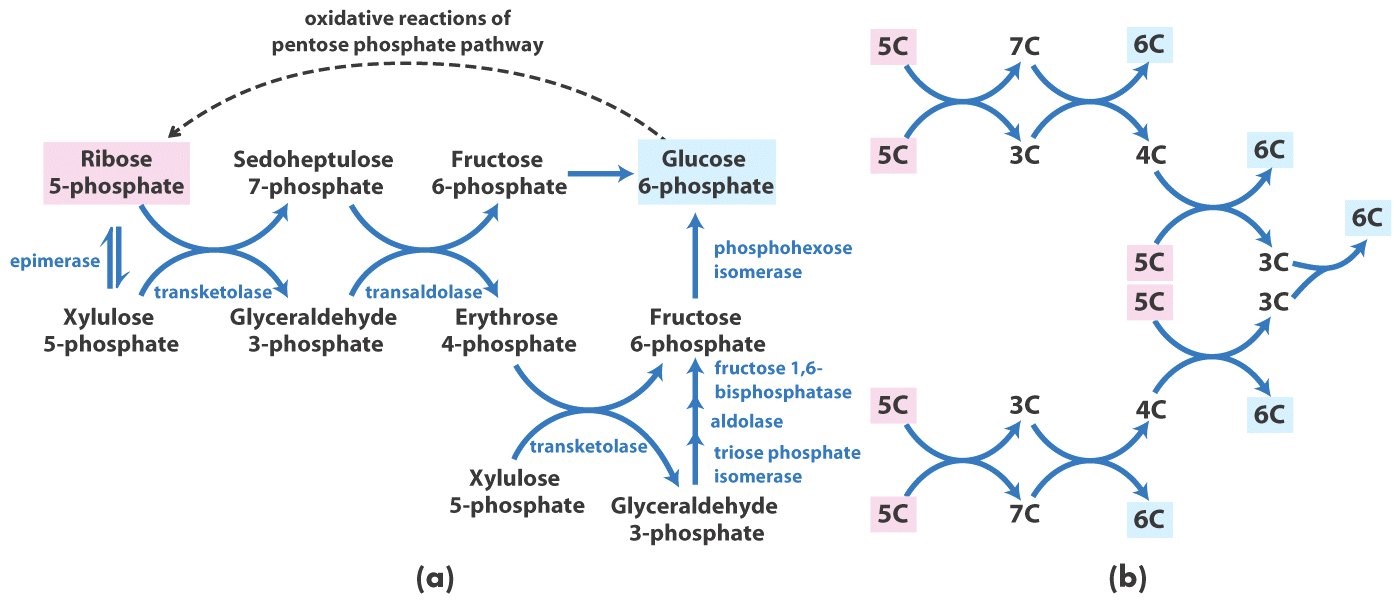 oxidative reactions of
pentose phosphate pathway
Ribose
5-phosphate
Sedoheptulose
7-phosphate
Fructose
6-phosphate
Glucose
6-phosphate
epimerase
transketolase
transaldolase
phosphohexose
isomerase
Xylulose
5-phosphate
Glyceraldehyde
3-phosphate
Erythrose
4-phosphate
Fructose
6-phosphate
fructose 1,6-
bisphosphatase
aldolase
triose phosphate
isomerase
transketolase
Xylulose
5-phosphate
Glyceraldehyde
3-phosphate
(a)
5C 7C 6C
5C 3C 4C 6C
6C
5C 3C
5C 3C
5C 3C 4C 6C
5C 7C 6C
(b)